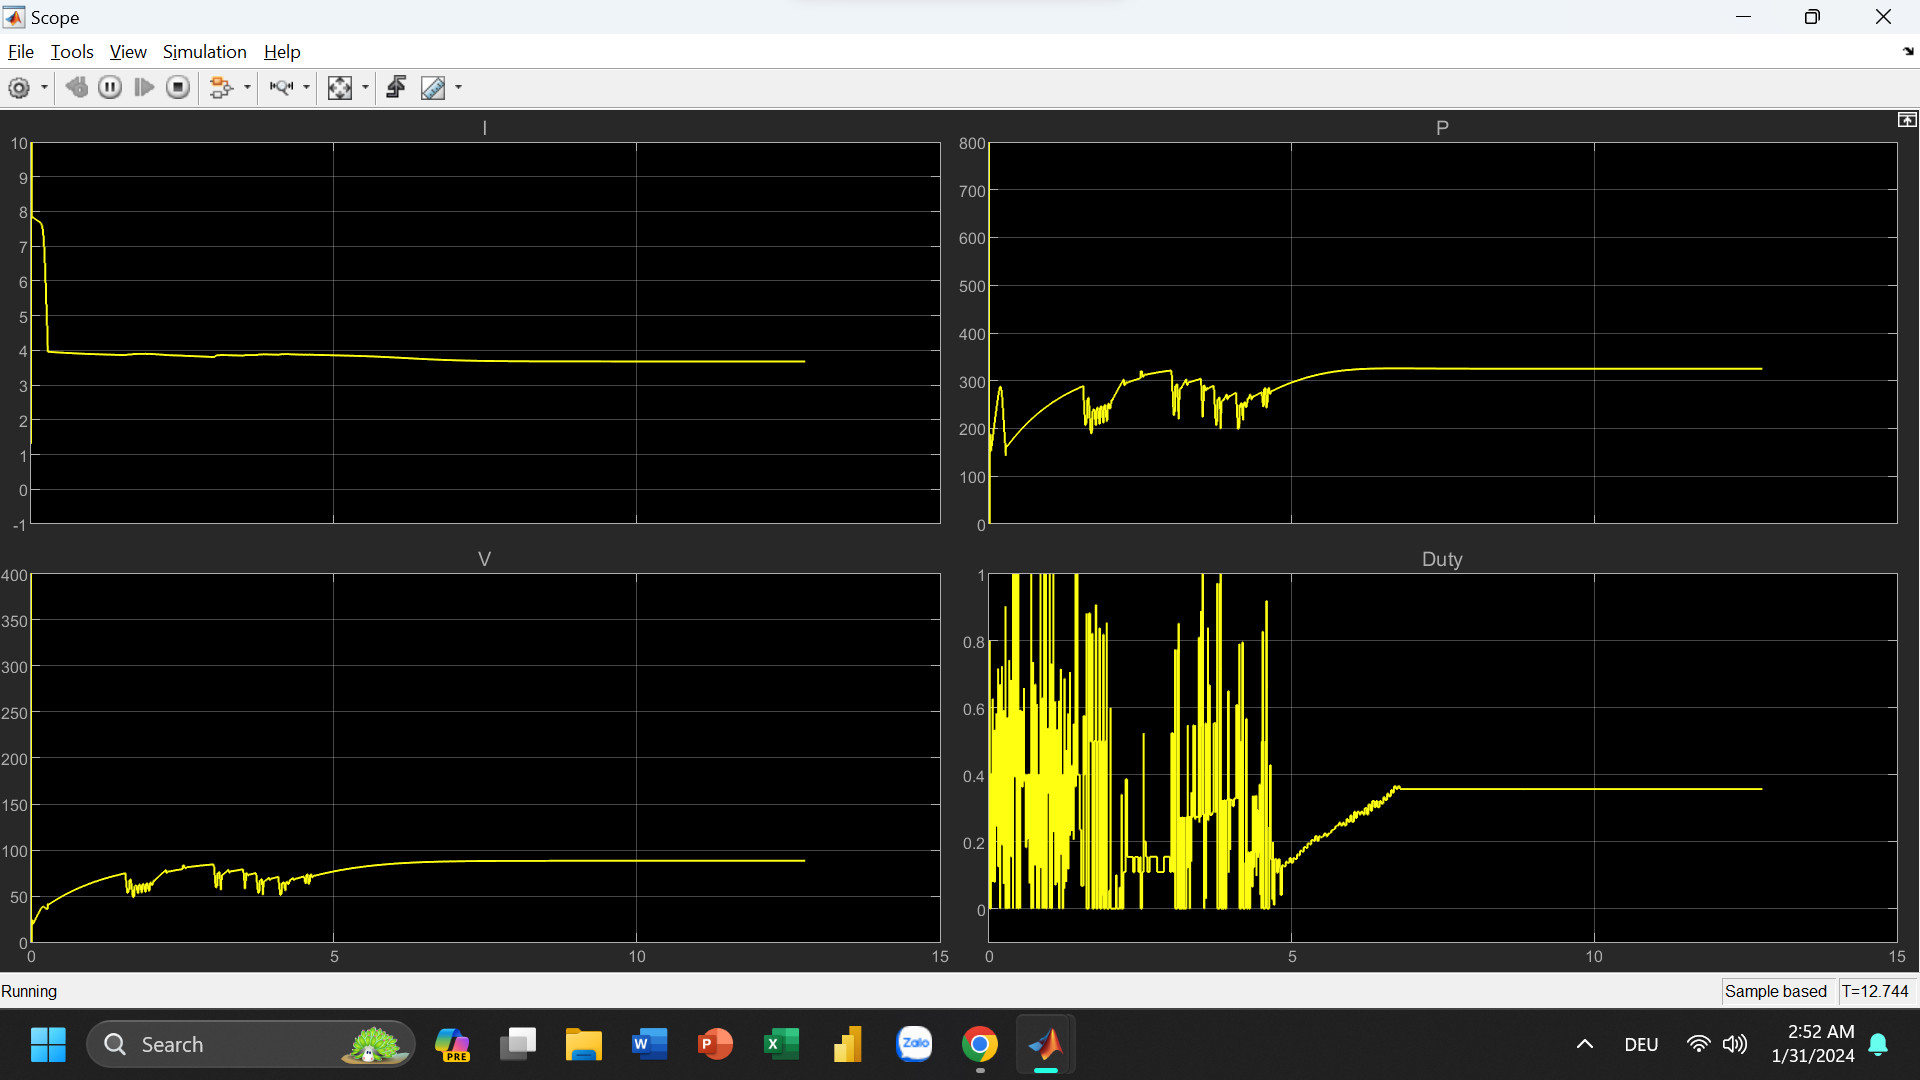 Scope
File Tools View Simulation Help
I
10
9
8
7
6
5
4
3
2
1
0
-1
P
800
700
600
500
400
300
200
100
0
V
400
350
300
250
200
150
100
50
0
0 5 10 15
Duty
1
0.8
0.6
0.4
0.2
0
0 5 10 15
Running
Sample based T=12.744
Search
PRE
W
P
X
Zalo
DEU
2:52 AM
1/31/2024